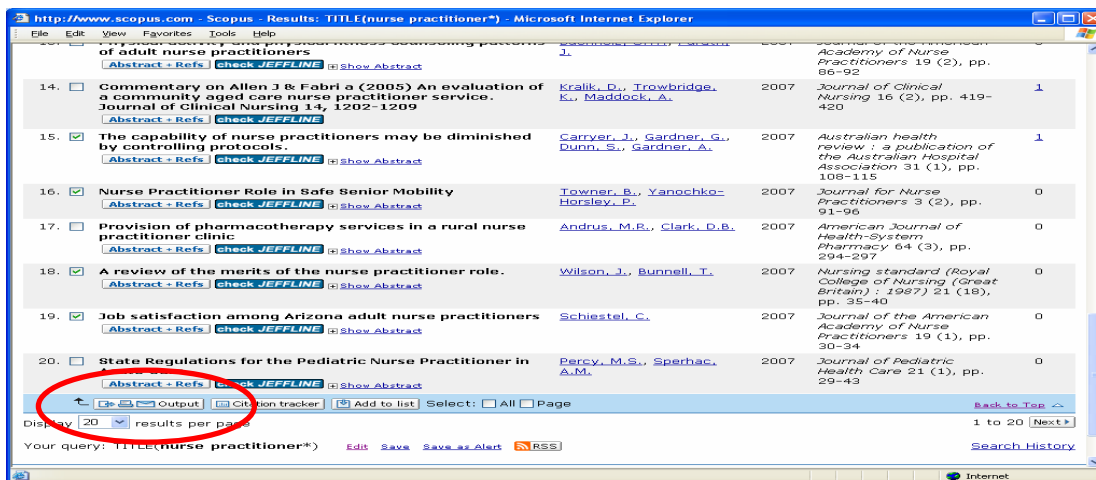 http://www.scopus.com - Scopus - Results: TITLE(nurse practitioner*) - Microsoft Internet Explorer
File Edit View Favorites Tools Help
of adult nurse practitioners J. Academy of Nurse
Abstract + Refs check JEFFLINE Show Abstract Practitioners 19 (2), pp.
86-92
14. Commentary on Allen J & Fabri a (2005) An evaluation of Kralik, D., Trowbridge, 2007 Journal of Clinical 1
a community aged care nurse practitioner service. K., Maddock, A. Nursing 16 (2), pp. 419-
Journal of Clinical Nursing 14, 1202-1209 420
Abstract + Refs check JEFFLINE
15. The capability of nurse practitioners may be diminished Carryer, J., Gardner, G., 2007 Australian health 1
by controlling protocols. Dunn, S., Gardner, A. review : a publication of
Abstract + Refs check JEFFLINE Show Abstract the Australian Hospital
Association 31 (1), pp.
108-115
16. Nurse Practitioner Role in Safe Senior Mobility Towner, B., Yanochko- 2007 Journal for Nurse 0
Abstract + Refs check JEFFLINE Show Abstract Horsley, P. Practitioners 3 (2), pp.
91-96
17. Provision of pharmacotherapy services in a rural nurse Andrus, M.R., Clark, D.B. 2007 American Journal of 0
practitioner clinic Health-System
Abstract + Refs check JEFFLINE Show Abstract Pharmacy 64 (3), pp.
294-297
18. A review of the merits of the nurse practitioner role. Wilson, J., Bunnell, T. 2007 Nursing standard (Royal 0
Abstract + Refs check JEFFLINE Show Abstract College of Nursing (Great
Britain) : 1987) 21 (18),
pp. 35-40
19. Job satisfaction among Arizona adult nurse practitioners Schiestel, C. 2007 Journal of the American 0
Abstract + Refs check JEFFLINE Show Abstract Academy of Nurse
Practitioners 19 (1), pp.
30-34
20. State Regulations for the Pediatric Nurse Practitioner in Percy, M.S., Sperhac, 2007 Journal of Pediatric 0
Abstract + Refs check JEFFLINE Show Abstract A.M. Health Care 21 (1), pp.
29-43
Output Citation tracker Add to list Select: All Page Back to Top
Display 20 results per page 1 to 20 Next
Your query: TITLE(nurse practitioner*) Edit Save Save as Alert RSS Search History
Internet